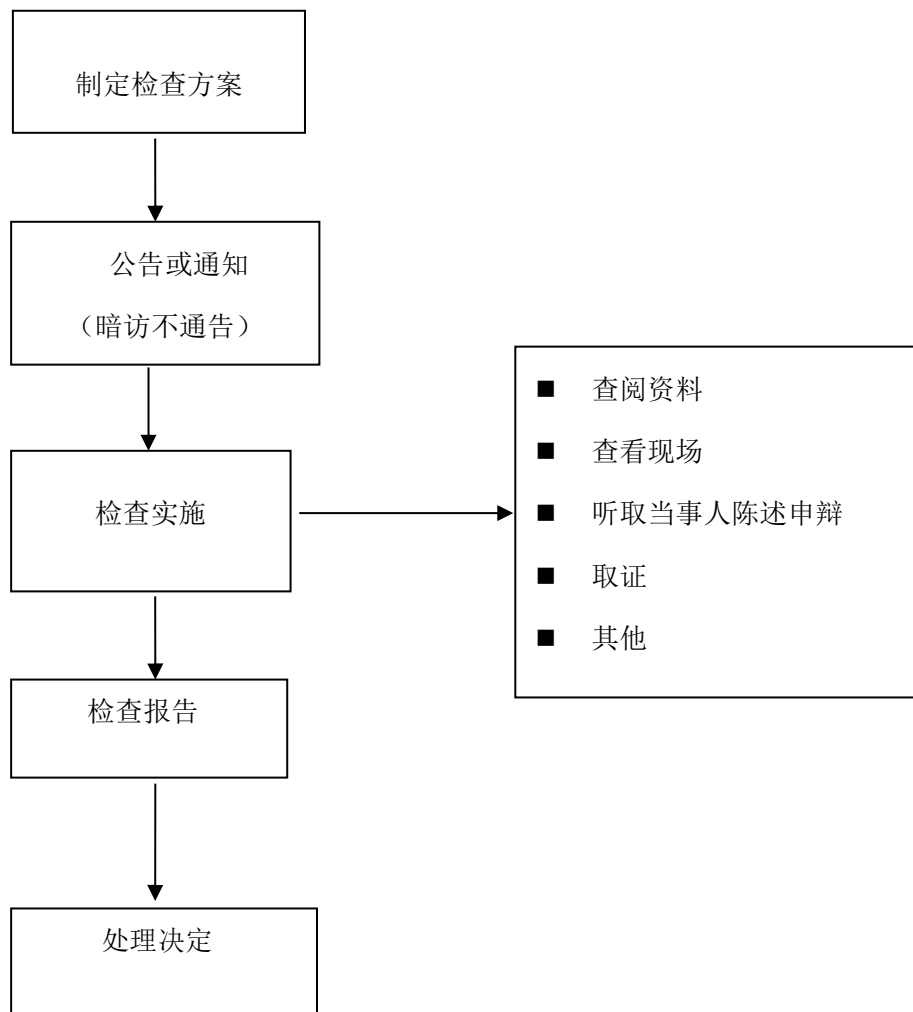 制定检查方案
公告或通知
（暗访不通告）
检查实施
■ 查阅资料
■ 查看现场
■ 听取当事人陈述申辩
■ 取证
■ 其他
检查报告
处理决定